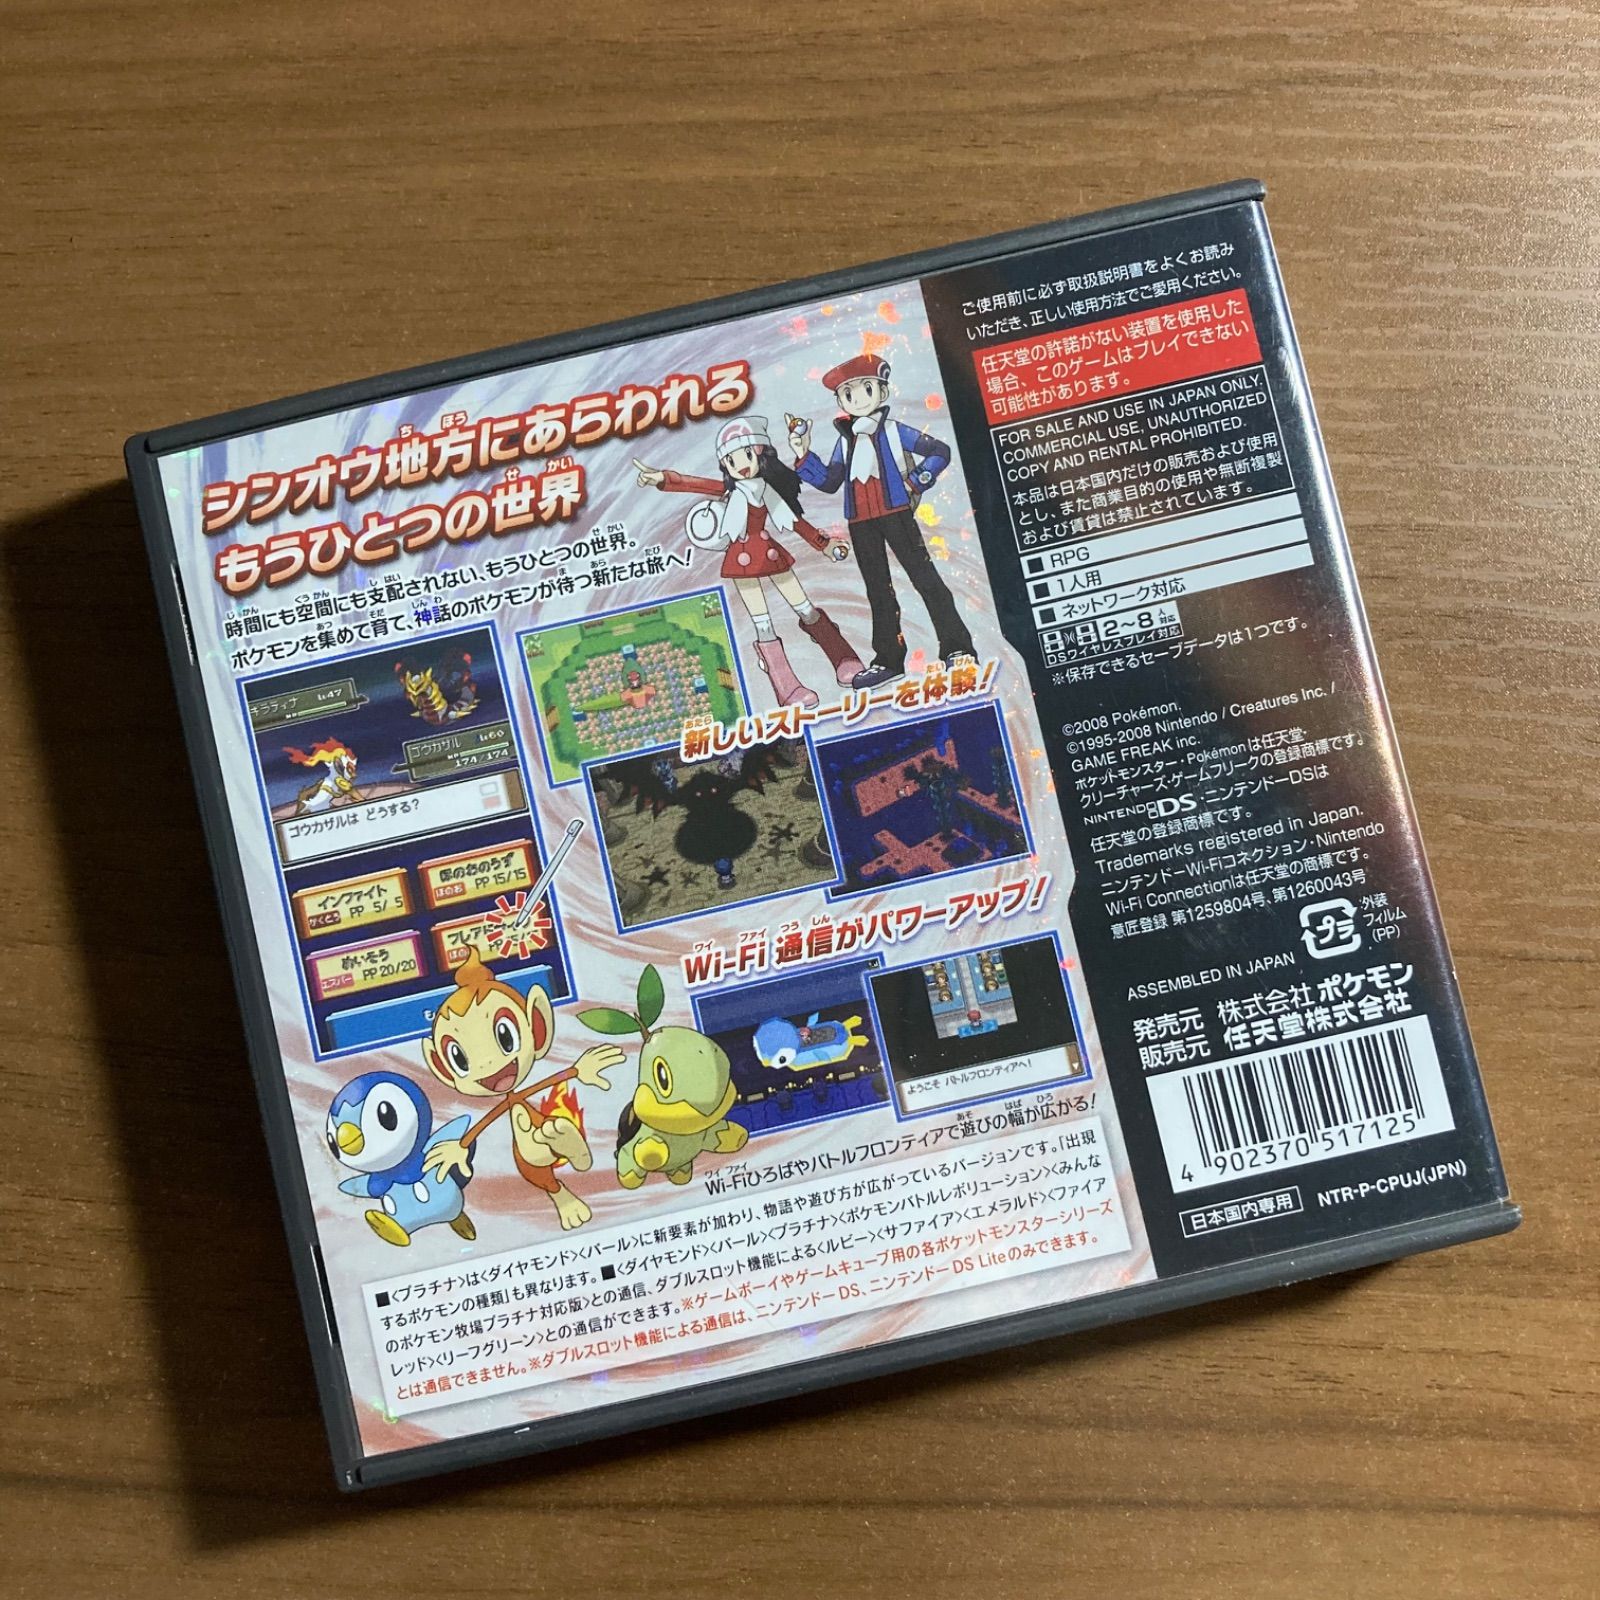 シンオウ地方にあらわれる
もうひとつの世界
時間にも空間にも支配されない、もうひとつの世界。
ポケモンを集めて育て、神話のポケモンが待つ新たな旅へ!
ギラティナ Lv47
ゴウカザル Lv60
174/174
ゴウカザルは どうする?
インファイト
かくとう PP 5/ 5
ほのおのうず
ほのお PP 15/15
めいそう
エスパー PP 20/20
新しいストーリーを体験!
Wi-Fi 通信がパワーアップ!
ようこそ バトルフロンティアへ!
Wi-Fiひろばやバトルフロンティアで遊びの幅が広がる!
■〈プラチナ〉は〈ダイヤモンド〉〈パール〉に新要素が加わり、物語や遊び方が広がっているバージョンです。「出現
するポケモンの種類」も異なります。■〈ダイヤモンド〉〈パール〉〈プラチナ〉〈ポケモンバトルレボリューション〉〈みんな
のポケモン牧場プラチナ対応版〉との通信、ダブルスロット機能による〈ルビー〉〈サファイア〉〈エメラルド〉〈ファイア
レッド〉〈リーフグリーン〉との通信ができます。※ゲームボーイやゲームキューブ用の各ポケットモンスターシリーズ
とは通信できません。※ダブルスロット機能による通信は、ニンテンドーDS、ニンテンドーDS Liteのみできます。
ご使用前に必ず取扱説明書をよくお読み
いただき、正しい使用方法でご愛用ください。
任天堂の許諾がない装置を使用した
場合、このゲームはプレイできない
可能性があります。
FOR SALE AND USE IN JAPAN ONLY.
COMMERCIAL USE, UNAUTHORIZED
COPY AND RENTAL PROHIBITED.
本品は日本国内だけの販売および使用
とし、また商業目的の使用や無断複製
および賃貸は禁止されています。
■ RPG
■ 1人用
■ ネットワーク対応
2〜8人対応
DSワイヤレスプレイ対応
※保存できるセーブデータは1つです。
©2008 Pokémon.
©1995-2008 Nintendo / Creatures Inc. /
GAME FREAK inc.
ポケットモンスター・Pokémonは任天堂・
クリーチャーズ・ゲームフリークの登録商標です。
NINTENDO DS・ニンテンドーDSは
任天堂の登録商標です。
Trademarks registered in Japan.
ニンテンドーWi-Fiコネクション・Nintendo
Wi-Fi Connectionは任天堂の商標です。
意匠登録 第1259804号、第1260043号
プラ
外装
フィルム
(PP)
ASSEMBLED IN JAPAN
発売元 株式会社ポケモン
販売元 任天堂株式会社
4 902370 517125
日本国内専用
NTR-P-CPUJ(JPN)